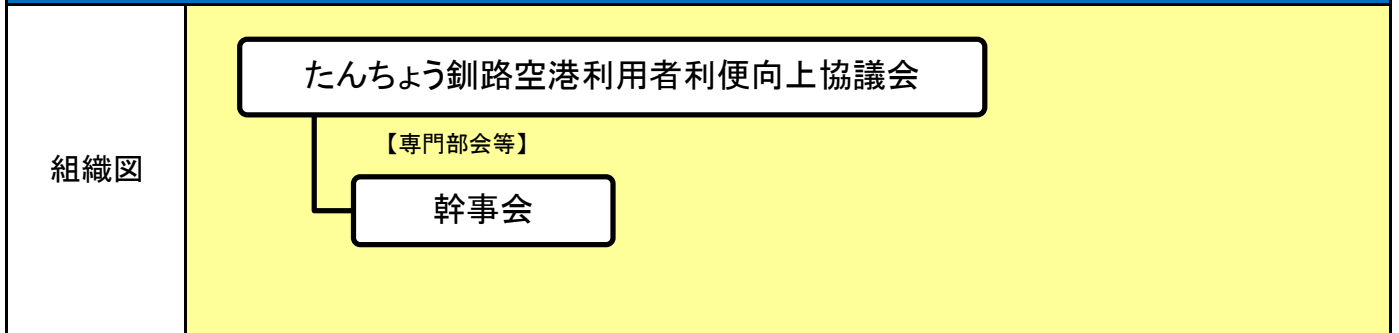 組織図
たんちょう釧路空港利用者利便向上協議会
【専門部会等】
幹事会